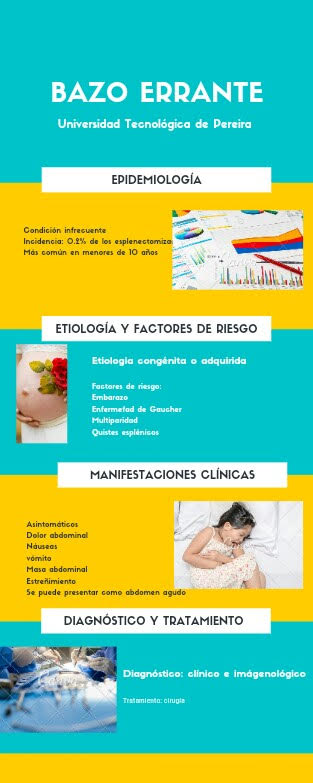 BAZO ERRANTE
Universidad Tecnológica de Pereira
EPIDEMIOLOGÍA
Condición infrecuente
Incidencia: 0.2% de los esplenectomiza
Más común en menores de 10 años
ETIOLOGÍA Y FACTORES DE RIESGO
Etiologia congénita o adquirida
Factores de riesgo:
Embarazo
Enfermefad de Gaucher
Multiparidad
Quistes esplénicos
MANIFESTACIONES CLÍNICAS
Asintomáticos
Dolor abdominal
Náuseas
vómito
Masa abdominal
Estreñimiento
Se puede presentar como abdomen agudo
DIAGNÓSTICO Y TRATAMIENTO
Diagnóstico: clínico e imágenológico
Tratamiento: cirugía